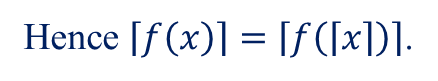 Hence ⌈𝑓(𝑥)⌉ = ⌈𝑓(⌈𝑥⌉)⌉.